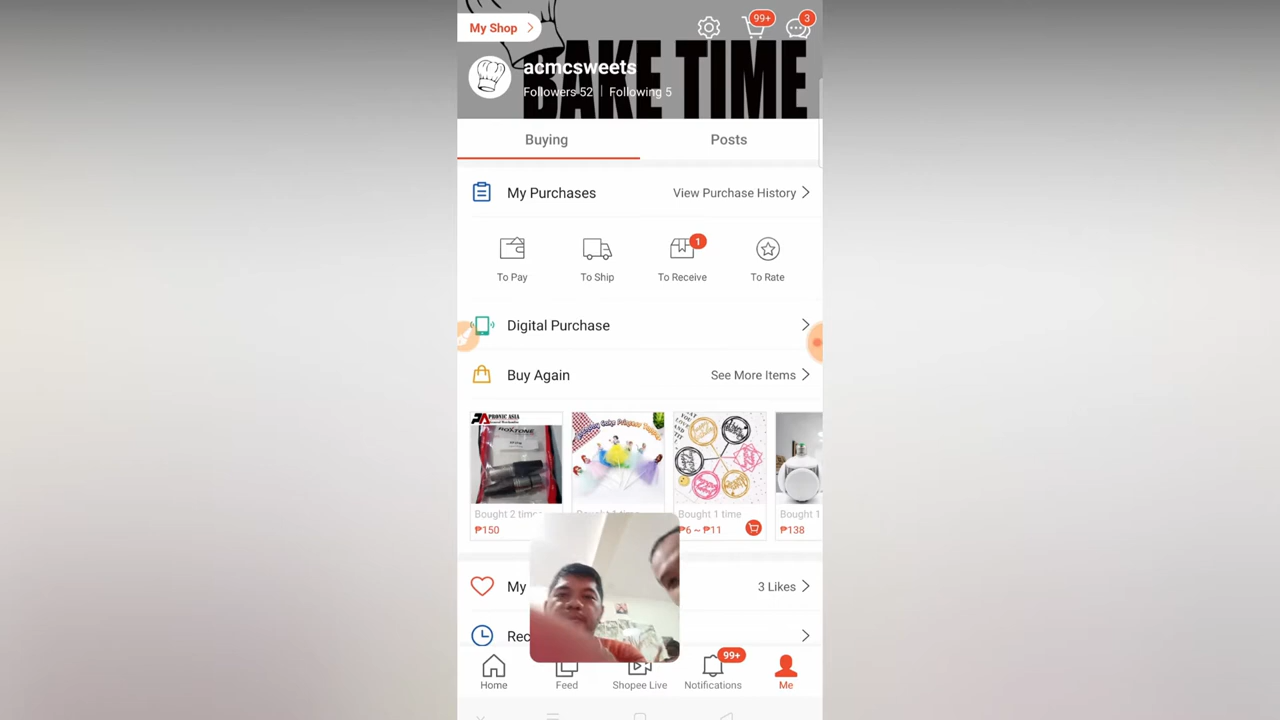 My Shop
99+
3
BAKE TIME
acmcsweets
Followers 52 | Following 5
Buying
Posts
My Purchases
View Purchase History
1
To Pay
To Ship
To Receive
To Rate
Digital Purchase
Buy Again
See More Items
PRONIC ASIA
ROXTONE
Bought 2 times
Bought 1 time
Bought 1
₱150
₱6 ~ ₱11
₱138
My
3 Likes
Rec
99+
Home
Feed
Shopee Live
Notifications
Me